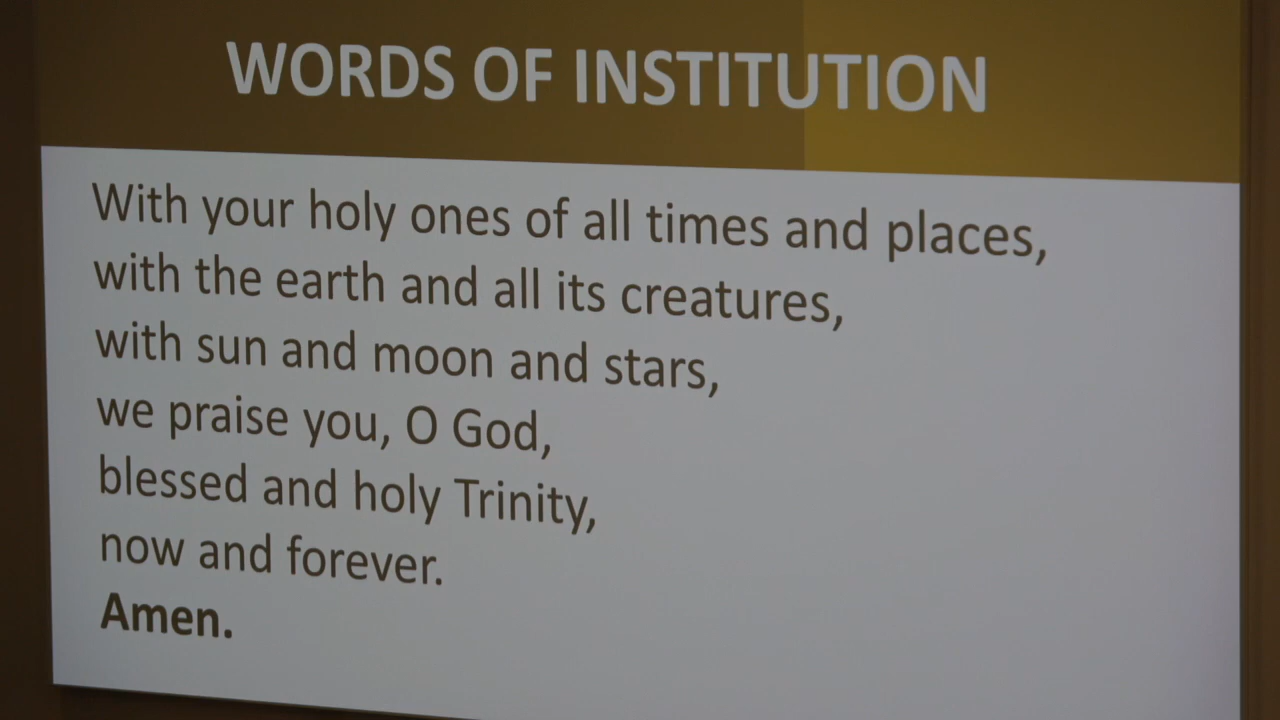 WORDS OF INSTITUTION
With your holy ones of all times and places,
with the earth and all its creatures,
with sun and moon and stars,
we praise you, O God,
blessed and holy Trinity,
now and forever.
Amen.